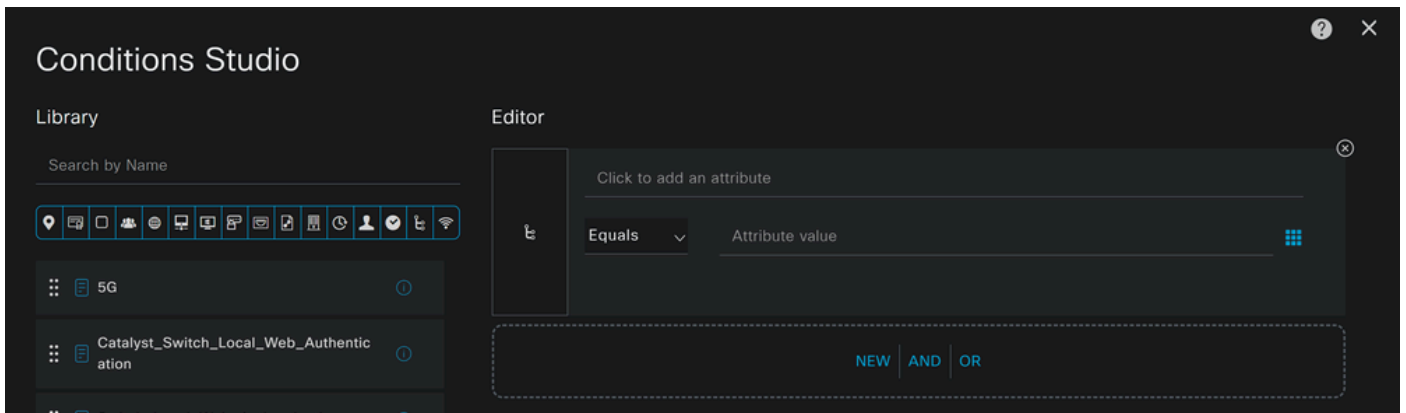 Conditions Studio
Library
Search by Name
5G
Catalyst_Switch_Local_Web_Authentic
ation
Editor
Click to add an attribute
Equals
Attribute value
NEW AND OR